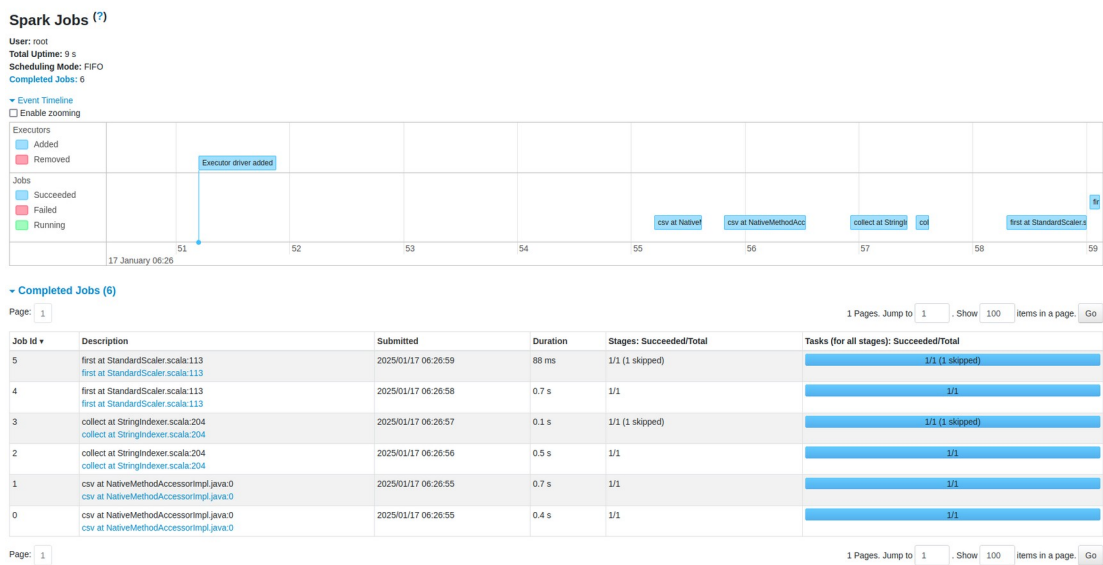 Spark Jobs (?)
User: root
Total Uptime: 9 s
Scheduling Mode: FIFO
Completed Jobs: 6
Event Timeline
Enable zooming
Executors
Added
Removed
Executor driver added
Jobs
Succeeded
Failed
Running
csv at Native
csv at NativeMethodAcc
collect at StringI
col
first at StandardScaler.s
fir
51 52 53 54 55 56 57 58 59
17 January 06:26
Completed Jobs (6)
Page: 1 1 Pages. Jump to 1 . Show 100 items in a page. Go
Job Id ▾ Description Submitted Duration Stages: Succeeded/Total Tasks (for all stages): Succeeded/Total
5 first at StandardScaler.scala:113 2025/01/17 06:26:59 88 ms 1/1 (1 skipped) 1/1 (1 skipped)
first at StandardScaler.scala:113
4 first at StandardScaler.scala:113 2025/01/17 06:26:58 0.7 s 1/1 1/1
first at StandardScaler.scala:113
3 collect at StringIndexer.scala:204 2025/01/17 06:26:57 0.1 s 1/1 (1 skipped) 1/1 (1 skipped)
collect at StringIndexer.scala:204
2 collect at StringIndexer.scala:204 2025/01/17 06:26:56 0.5 s 1/1 1/1
collect at StringIndexer.scala:204
1 csv at NativeMethodAccessorImpl.java:0 2025/01/17 06:26:55 0.7 s 1/1 1/1
csv at NativeMethodAccessorImpl.java:0
0 csv at NativeMethodAccessorImpl.java:0 2025/01/17 06:26:55 0.4 s 1/1 1/1
csv at NativeMethodAccessorImpl.java:0
Page: 1 1 Pages. Jump to 1 . Show 100 items in a page. Go